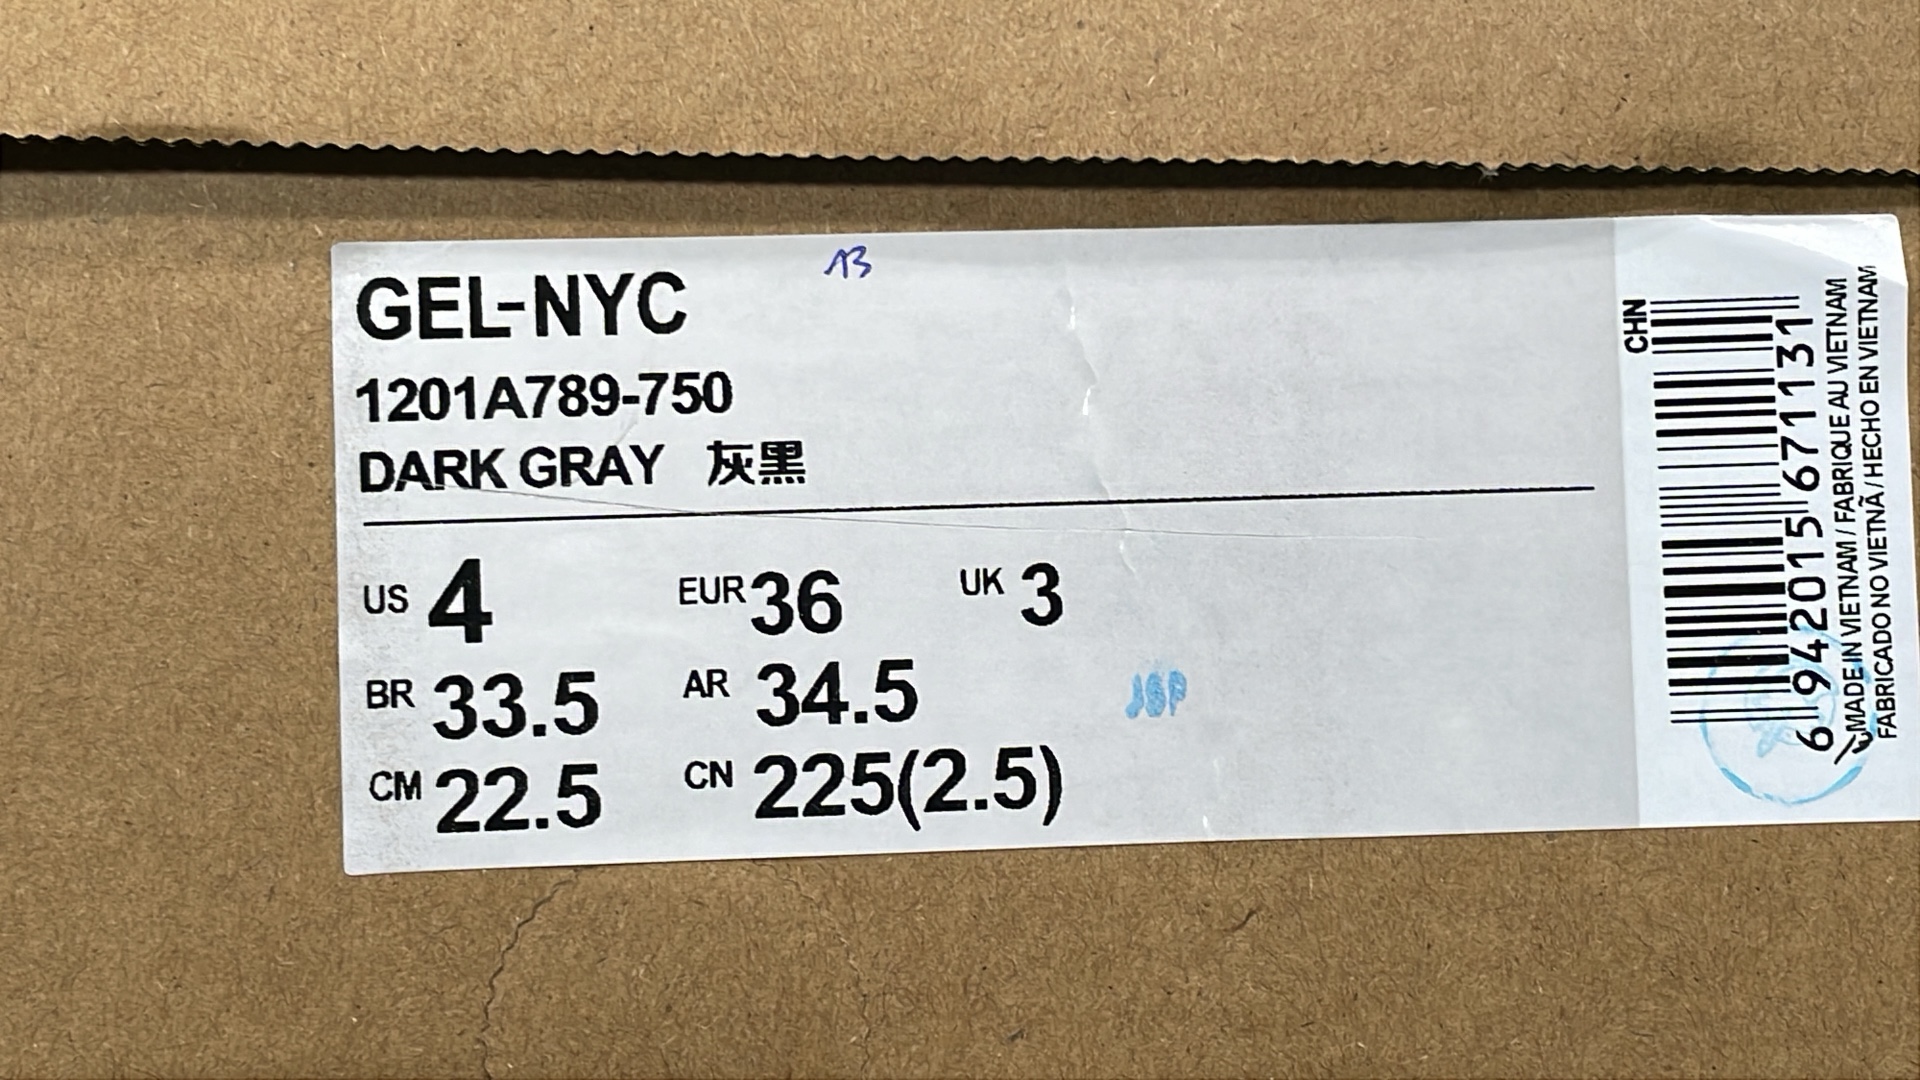 13
GEL-NYC
1201A789-750
DARK GRAY 灰黒
US 4 EUR 36 UK 3
BR 33.5 AR 34.5
JSP
CM 22.5 CN 225(2.5)
CHN
6 942015 671131
MADE IN VIETNAM / FABRIQUE AU VIETNAM
FABRICADO NO VIETNÃ / HECHO EN VIETNAM